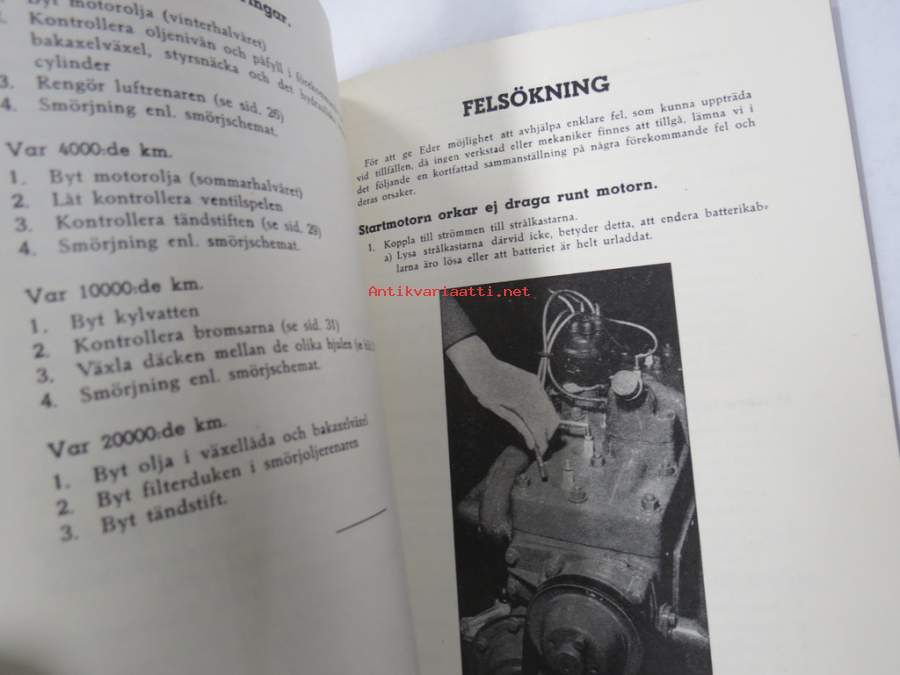 Byt motorolja (vinterhalvåret)
Kontrollera oljenivån och påfyll i
bakaxelväxel, styrsnäcka och det
cylinder
3. Rengör luftrenaren (se sid. 26)
4. Smörjning enl. smörjschemat.
Var 4000:de km.
1. Byt motorolja (sommarhalvåret)
2. Låt kontrollera ventilspelen
3. Kontrollera tändstiften (se sid. 29)
4. Smörjning enl. smörjschemat.
Var 10000:de km.
1. Byt kylvatten
2. Kontrollera bromsarna (se sid. 31)
3. Växla däcken mellan de olika hjulen
4. Smörjning enl. smörjschemat.
Var 20000:de km.
1. Byt olja i växellåda och bakaxelväxel
2. Byt filterduken i smörjoljerenaren
3. Byt tändstift.
FELSÖKNING
För att ge Eder möjlighet att avhjälpa enklare fel, som kunna uppträda
vid tillfällen, då ingen verkstad eller mekaniker finnes att tillgå, lämna vi i
det följande en kortfattad sammanställning på några förekommande fel och
deras orsaker.
Startmotorn orkar ej draga runt motorn.
1. Koppla till strömmen till strålkastarna.
a) Lysa strålkastarna därvid icke, betyder detta, att endera batterikab-
larna äro lösa eller att batteriet är helt urladdat.
Antikvariaatti.net